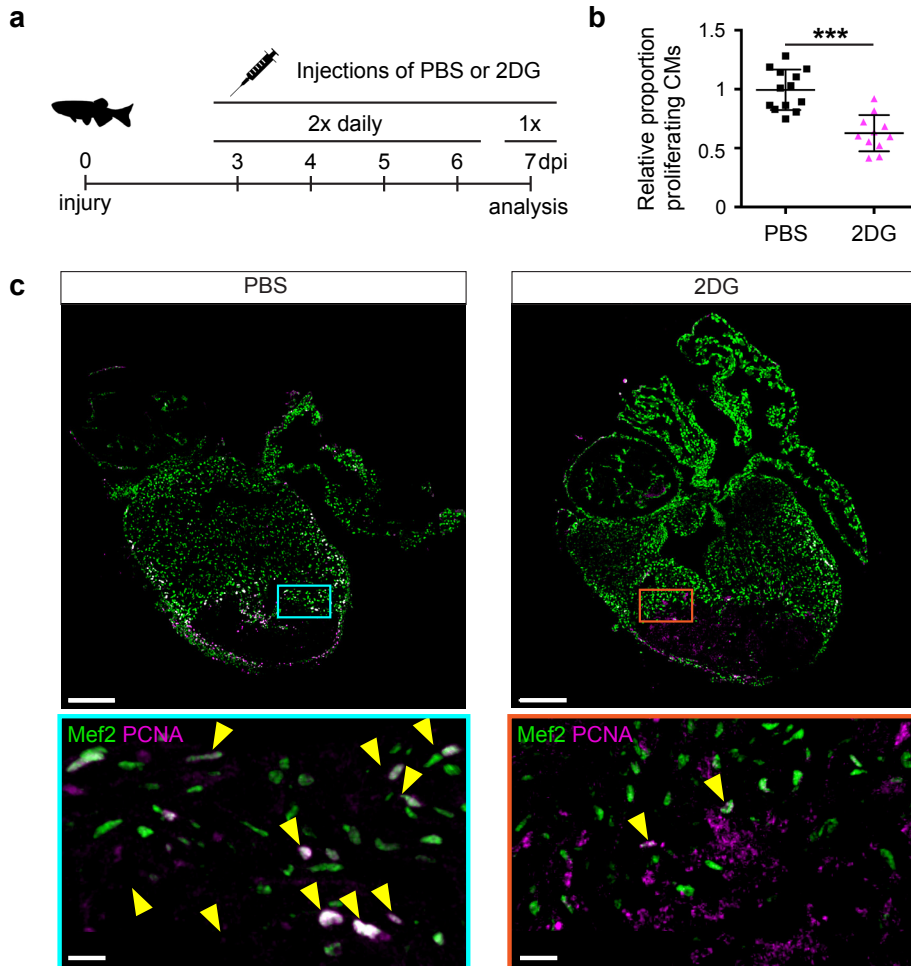 a
Injections of PBS or 2DG
2x daily
1x
0
3
4
5
6
7 dpi
injury
analysis
b
Relative proportion
proliferating CMs
1.5
1
0.5
0
***
PBS
2DG
c
PBS
2DG
Mef2 PCNA
Mef2 PCNA